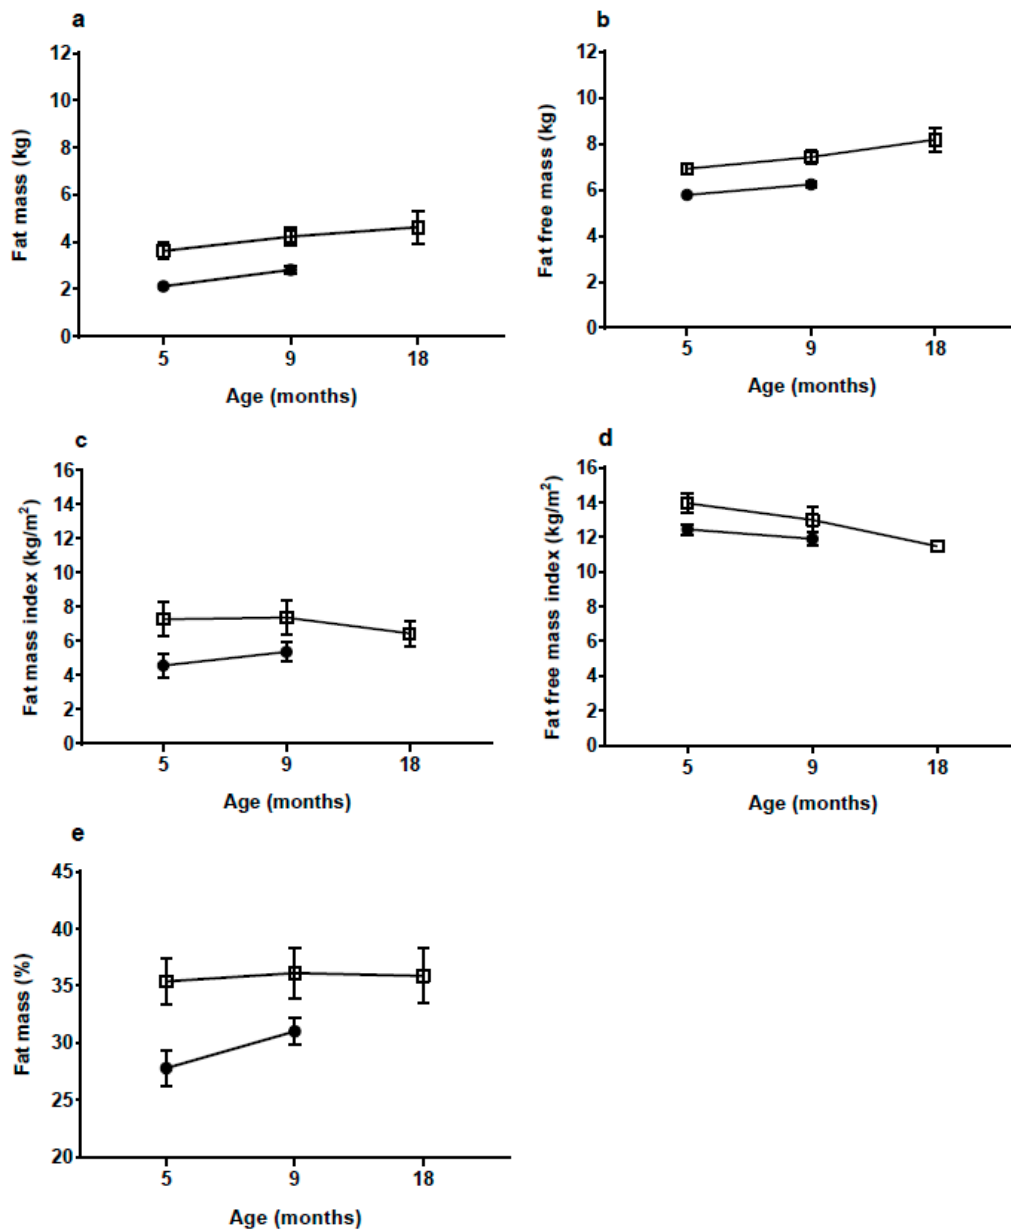 a
Fat mass (kg)
12
10
8
6
4
2
0
5 9 18
Age (months)
b
Fat free mass (kg)
12
10
8
6
4
2
0
5 9 18
Age (months)
c
Fat mass index (kg/m²)
16
14
12
10
8
6
4
2
0
5 9 18
Age (months)
d
Fat free mass index (kg/m²)
16
14
12
10
8
6
4
2
0
5 9 18
Age (months)
e
Fat mass (%)
45
40
35
30
25
20
5 9 18
Age (months)